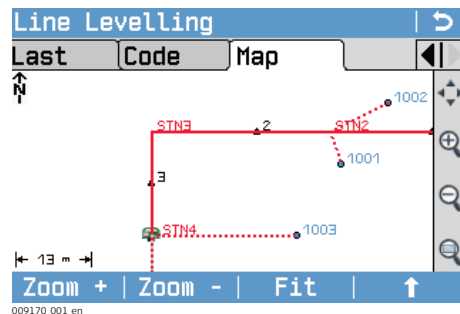 Line Levelling
Last Code Map
N
1002
STN3 2 STN2
1001
3
STN4 1003
13 m
Zoom + | Zoom - | Fit |
009170 001 en